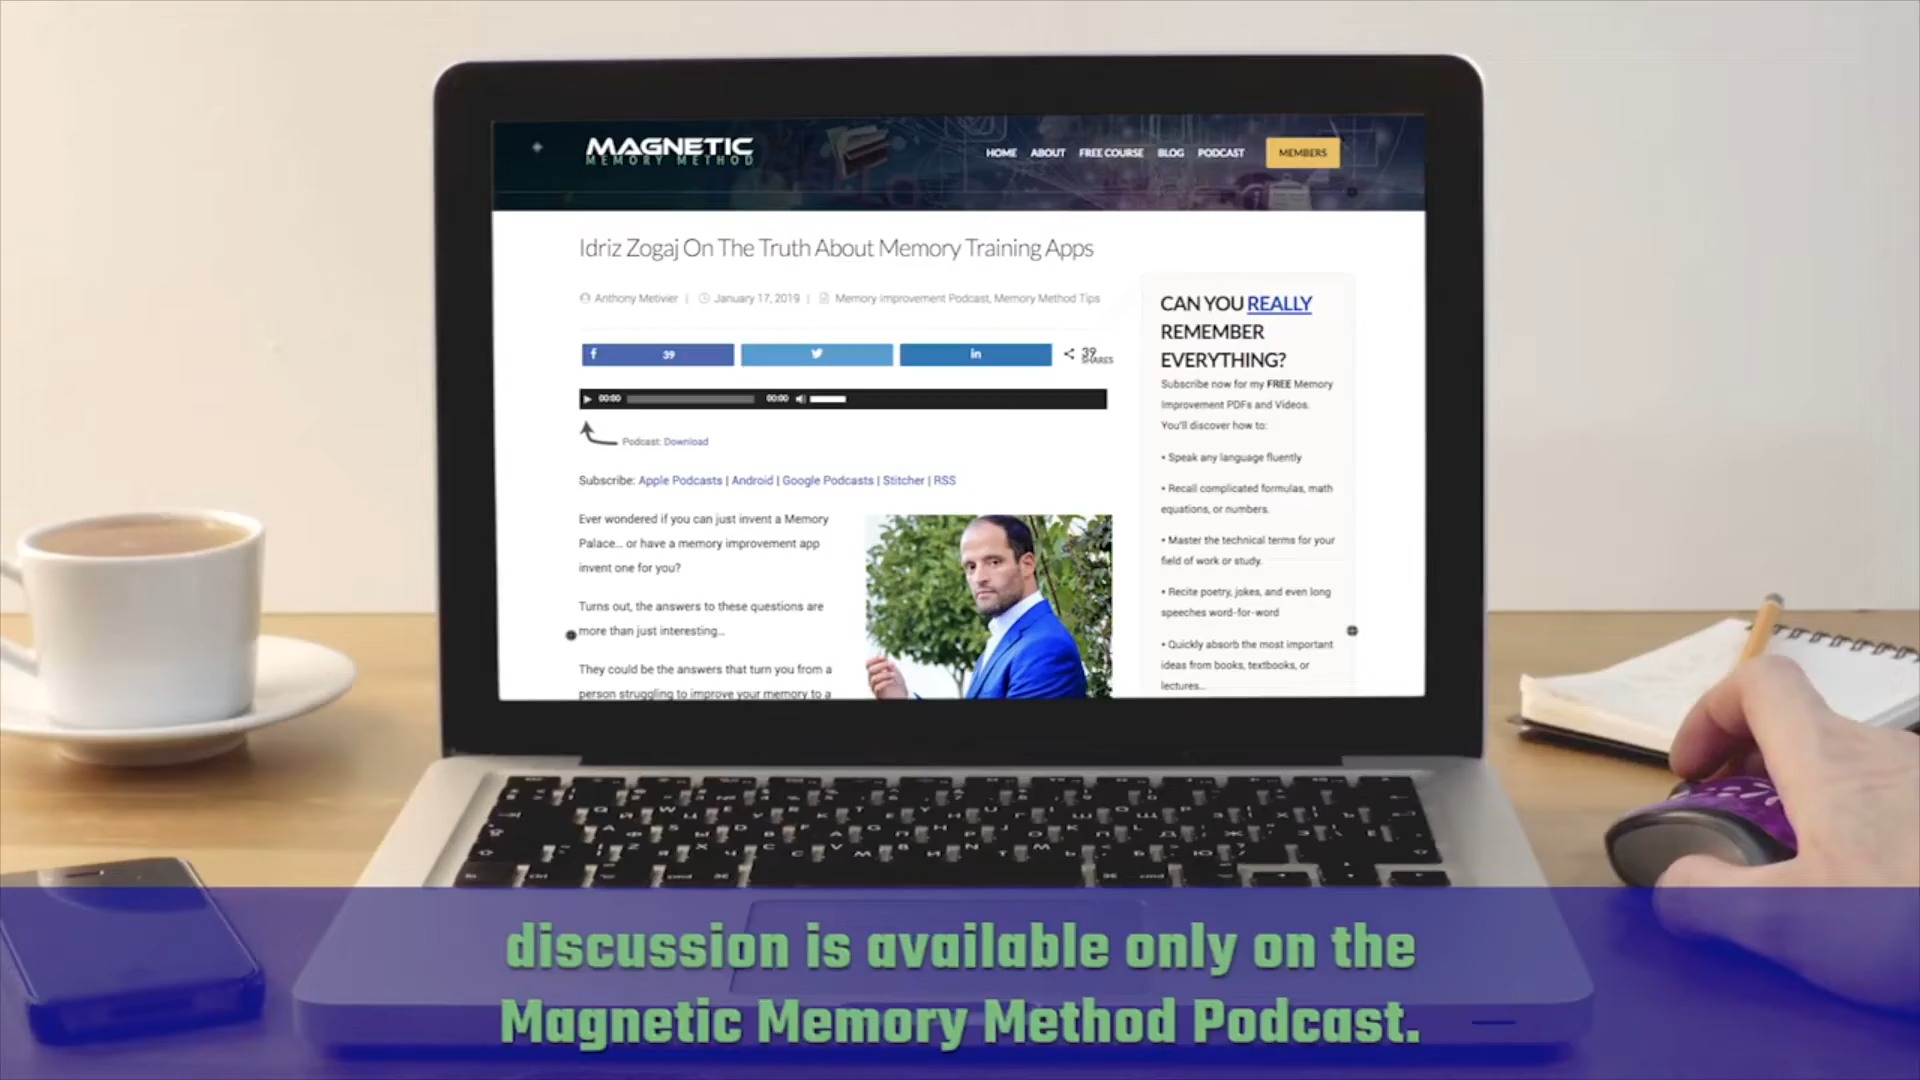 MAGNETIC
MEMORY METHOD
HOME ABOUT FREE COURSE BLOG PODCAST MEMBERS
Idriz Zogaj On The Truth About Memory Training Apps
Anthony Metivier | January 17, 2019 | Memory Improvement Podcast, Memory Method Tips
39
39
SHARES
00:00 00:00
Podcast: Download
Subscribe: Apple Podcasts | Android | Google Podcasts | Stitcher | RSS
Ever wondered if you can just invent a Memory
Palace... or have a memory improvement app
invent one for you?
Turns out, the answers to these questions are
more than just interesting...
They could be the answers that turn you from a
person struggling to improve your memory to a
CAN YOU REALLY
REMEMBER
EVERYTHING?
Subscribe now for my FREE Memory
Improvement PDFs and Videos.
You'll discover how to:
• Speak any language fluently
• Recall complicated formulas, math
equations, or numbers.
• Master the technical terms for your
field of work or study.
• Recite poetry, jokes, and even long
speeches word-for-word
• Quickly absorb the most important
ideas from books, textbooks, or
lectures...
discussion is available only on the
Magnetic Memory Method Podcast.